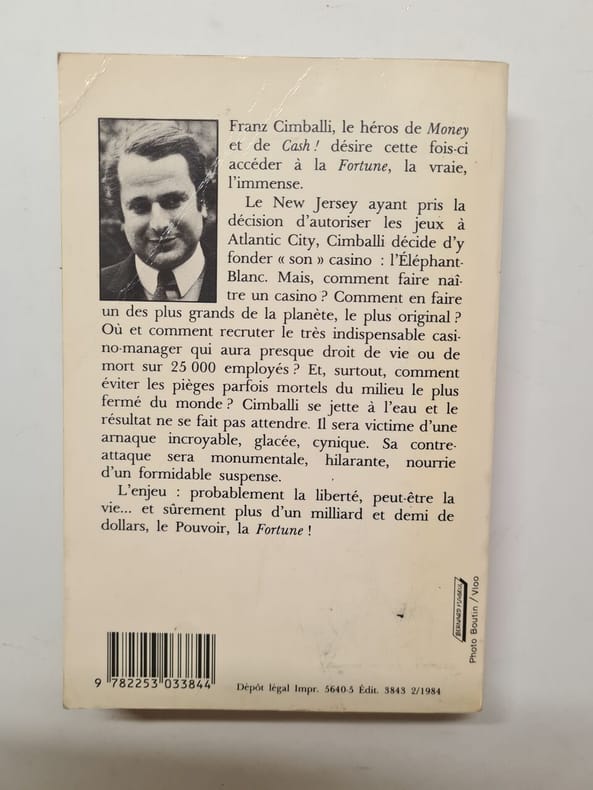 Franz Cimballi, le héros de Money
et de Cash ! désire cette fois-ci
accéder à la Fortune, la vraie,
l'immense.
Le New Jersey ayant pris la
décision d'autoriser les jeux à
Atlantic City, Cimballi décide d'y
fonder « son » casino : l'Éléphant-
Blanc. Mais, comment faire naî-
tre un casino ? Comment en faire
un des plus grands de la planète, le plus original ?
Où et comment recruter le très indispensable casi-
no-manager qui aura presque droit de vie ou de
mort sur 25 000 employés ? Et, surtout, comment
éviter les pièges parfois mortels du milieu le plus
fermé du monde ? Cimballi se jette à l'eau et le
résultat ne se fait pas attendre. Il sera victime d'une
arnaque incroyable, glacée, cynique. Sa contre-
attaque sera monumentale, hilarante, nourrie
d'un formidable suspense.
L'enjeu : probablement la liberté, peut-être la
vie... et sûrement plus d'un milliard et demi de
dollars, le Pouvoir, la Fortune !
Photo Boutin / Vloo
9 782253 033844
Dépôt légal Impr. 5640-5 Édit. 3843 2/1984